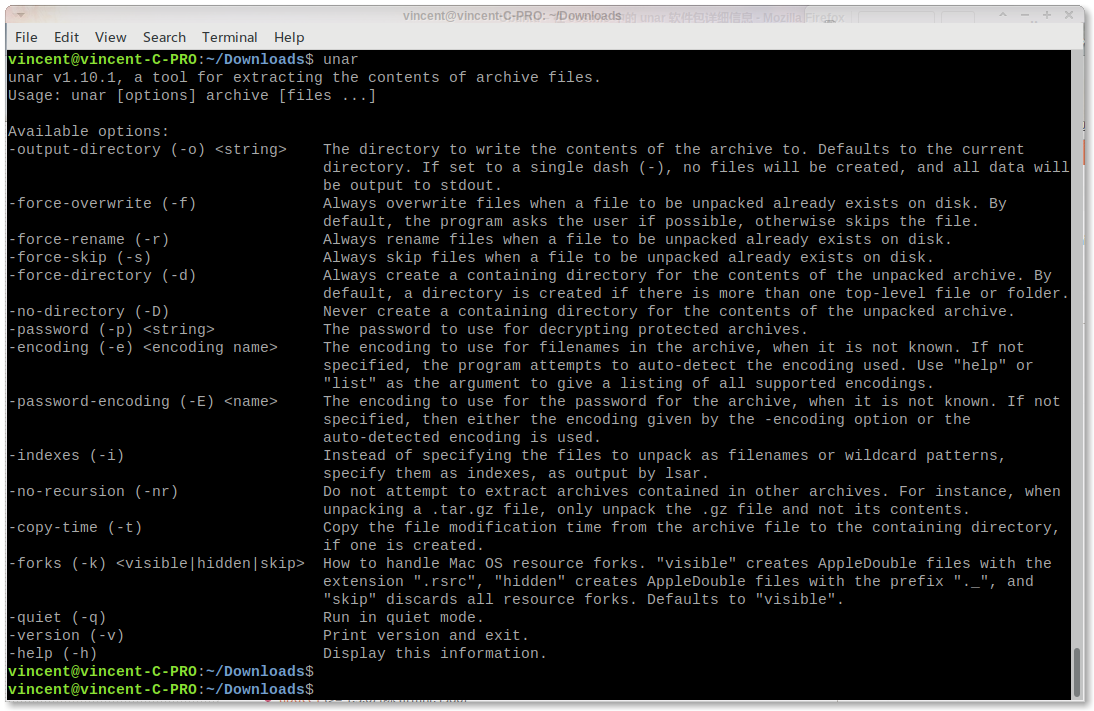 vincent@vincent-C-PRO: ~/Downloads
File Edit View Search Terminal Help
vincent@vincent-C-PRO:~/Downloads$ unar
unar v1.10.1, a tool for extracting the contents of archive files.
Usage: unar [options] archive [files ...]
Available options:
-output-directory (-o) <string> The directory to write the contents of the archive to. Defaults to the current
directory. If set to a single dash (-), no files will be created, and all data will
be output to stdout.
-force-overwrite (-f) Always overwrite files when a file to be unpacked already exists on disk. By
default, the program asks the user if possible, otherwise skips the file.
-force-rename (-r) Always rename files when a file to be unpacked already exists on disk.
-force-skip (-s) Always skip files when a file to be unpacked already exists on disk.
-force-directory (-d) Always create a containing directory for the contents of the unpacked archive. By
default, a directory is created if there is more than one top-level file or folder.
-no-directory (-D) Never create a containing directory for the contents of the unpacked archive.
-password (-p) <string> The password to use for decrypting protected archives.
-encoding (-e) <encoding name> The encoding to use for filenames in the archive, when it is not known. If not
specified, the program attempts to auto-detect the encoding used. Use "help" or
"list" as the argument to give a listing of all supported encodings.
-password-encoding (-E) <name> The encoding to use for the password for the archive, when it is not known. If not
specified, then either the encoding given by the -encoding option or the
auto-detected encoding is used.
-indexes (-i) Instead of specifying the files to unpack as filenames or wildcard patterns,
specify them as indexes, as output by lsar.
-no-recursion (-nr) Do not attempt to extract archives contained in other archives. For instance, when
unpacking a .tar.gz file, only unpack the .gz file and not its contents.
-copy-time (-t) Copy the file modification time from the archive file to the containing directory,
if one is created.
-forks (-k) <visible|hidden|skip> How to handle Mac OS resource forks. "visible" creates AppleDouble files with the
extension ".rsrc", "hidden" creates AppleDouble files with the prefix "._", and
"skip" discards all resource forks. Defaults to "visible".
-quiet (-q) Run in quiet mode.
-version (-v) Print version and exit.
-help (-h) Display this information.
vincent@vincent-C-PRO:~/Downloads$
vincent@vincent-C-PRO:~/Downloads$